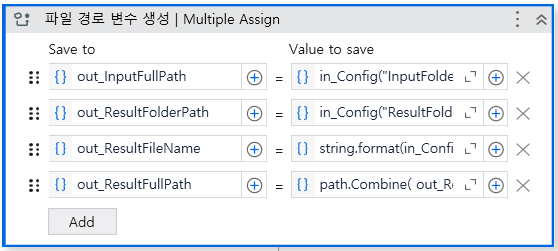 파일 경로 변수 생성 | Multiple Assign
Save to Value to save
{} out_InputFullPath = {} in_Config("InputFolde
{} out_ResultFolderPath = {} in_Config("ResultFold
{} out_ResultFileName = {} string.format(in_Confi
{} out_ResultFullPath = {} path.Combine( out_Re
Add